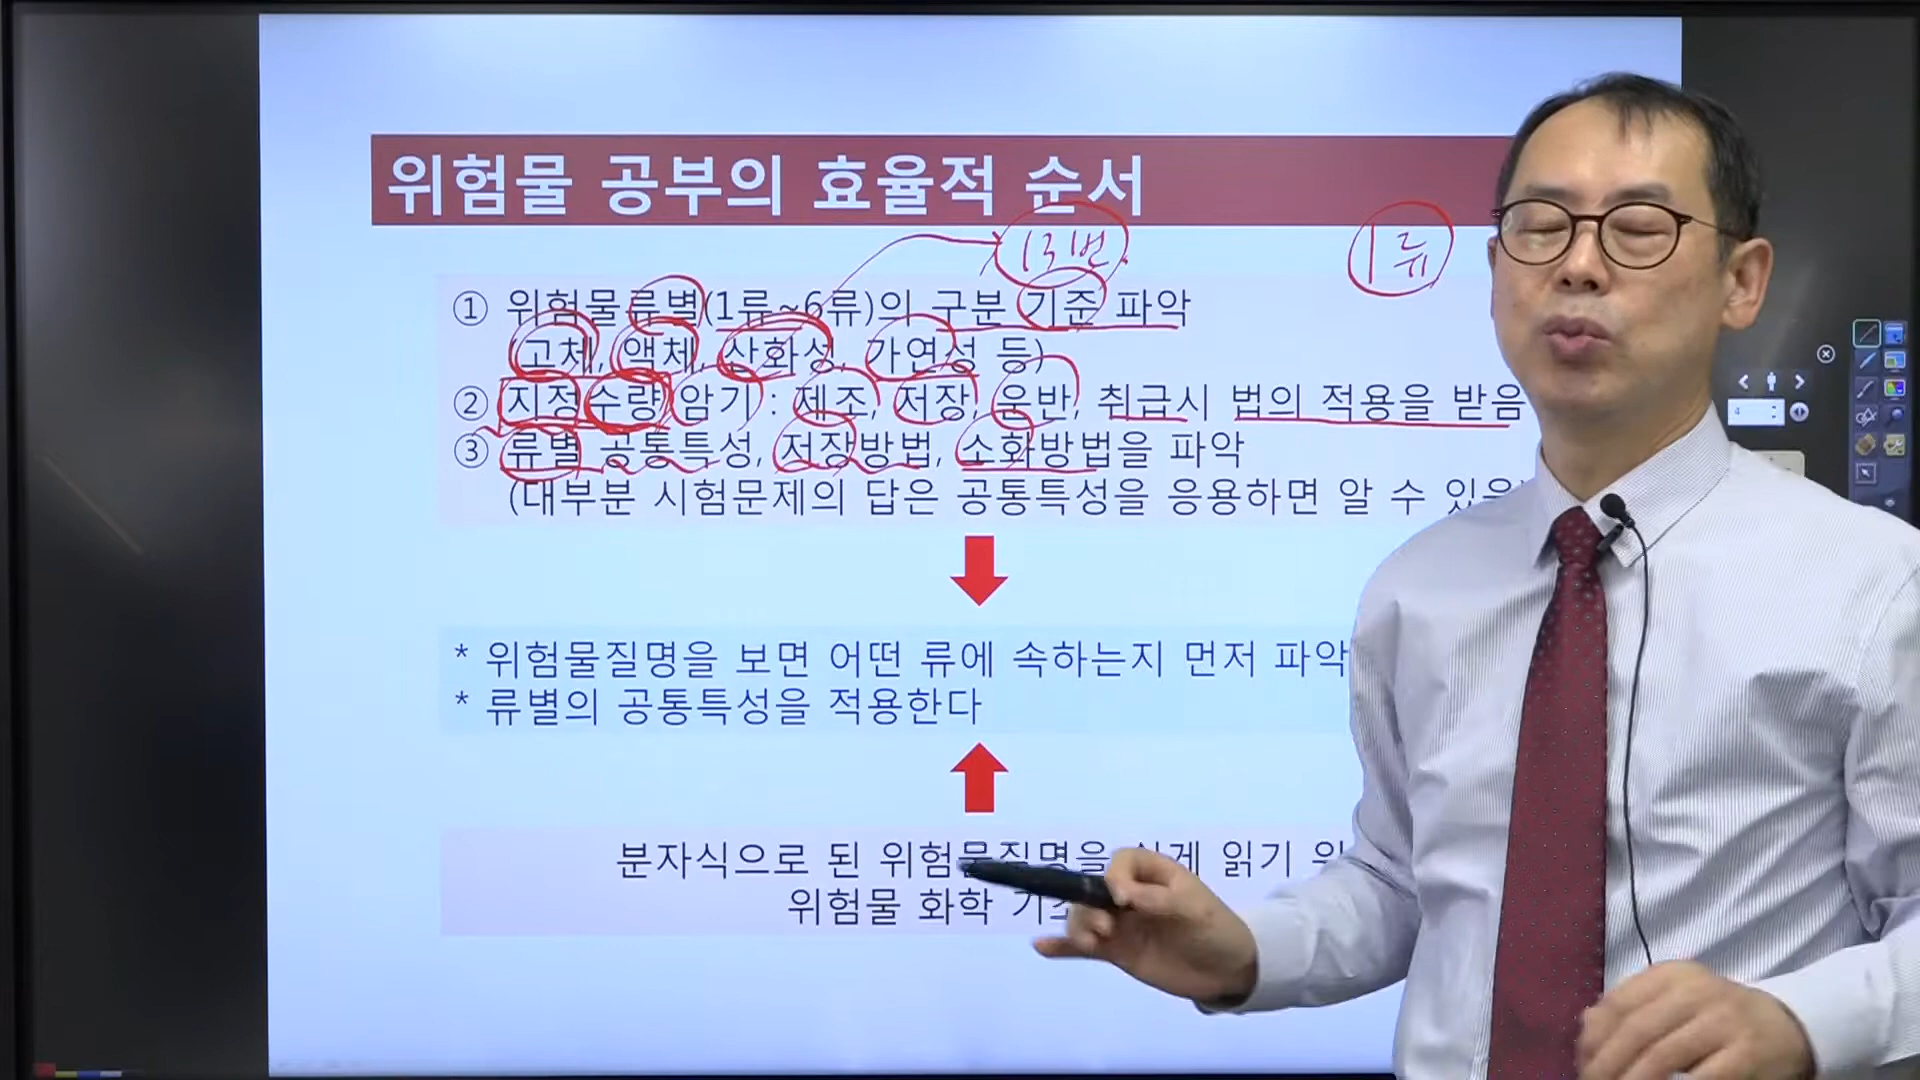 위험물 공부의 효율적 순서
13번
1류
① 위험물류별(1류~6류)의 구분 기준 파악
(고체, 액체, 산화성, 가연성 등)
② 지정수량 암기 : 제조, 저장, 운반, 취급시 법의 적용을 받음
③ 류별 공통특성, 저장방법, 소화방법을 파악
(대부분 시험문제의 답은 공통특성을 응용하면 알 수 있음)
* 위험물질명을 보면 어떤 류에 속하는지 먼저 파악
* 류별의 공통특성을 적용한다
분자식으로 된 위험물질명을 쉽게 읽기
위험물 화학 기초
4